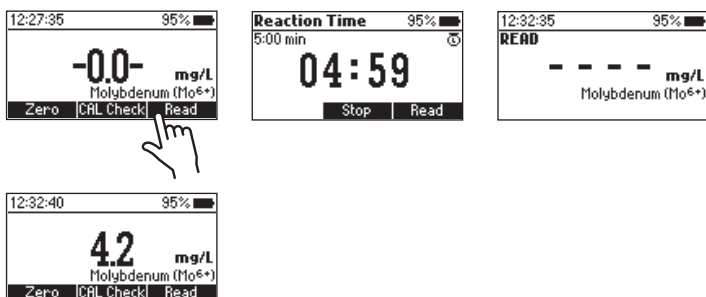 12:27:35 95%
-0.0- mg/L
Molybdenum (Mo⁶⁺)
Zero CAL Check Read
Reaction Time 95%
5:00 min
04:59
Stop Read
12:32:35 95%
READ
- - - - mg/L
Molybdenum (Mo⁶⁺)
12:32:40 95%
4.2 mg/L
Molybdenum (Mo⁶⁺)
Zero CAL Check Read